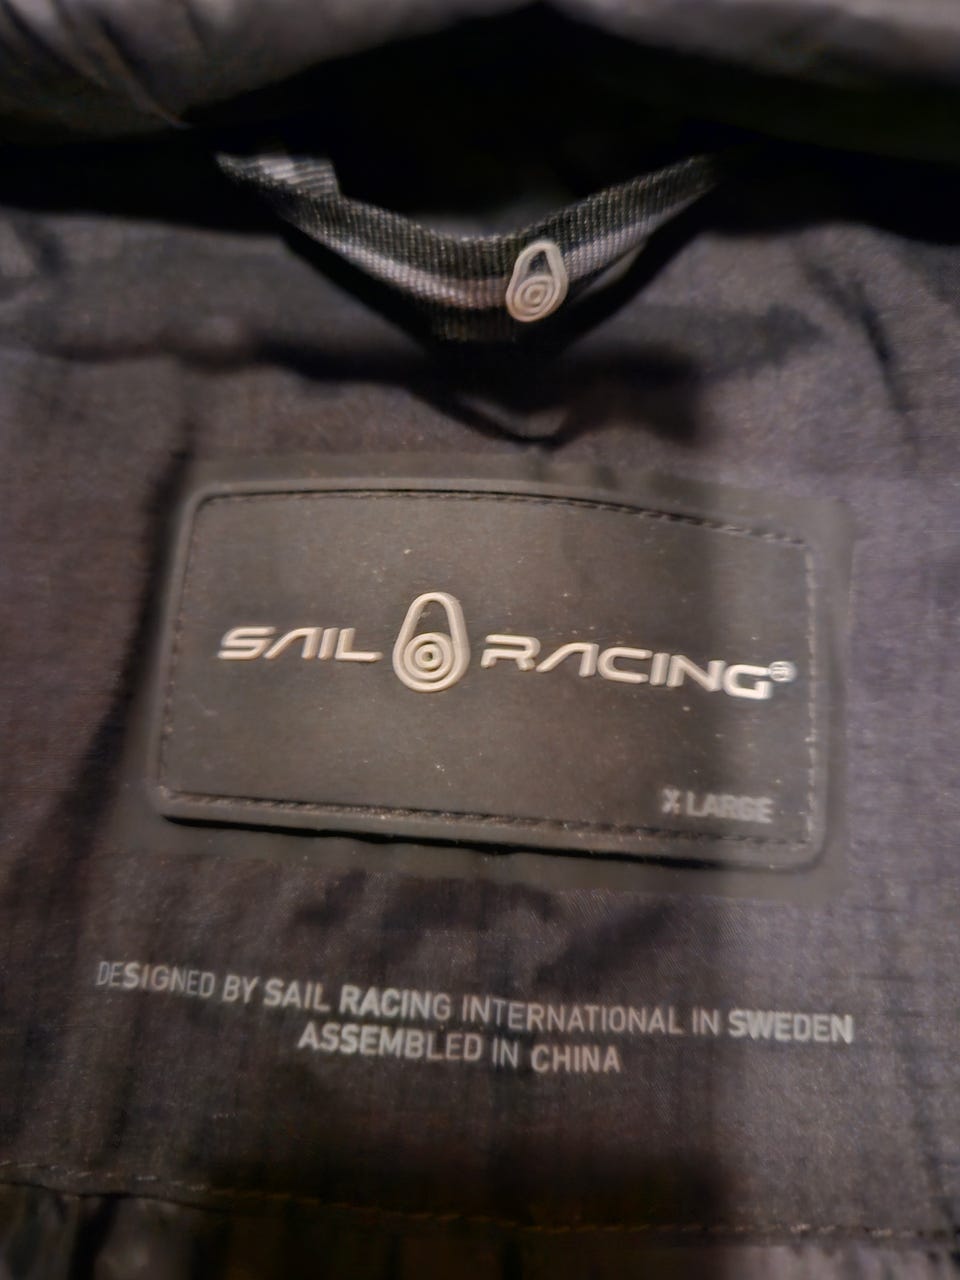 SAIL RACING®
X LARGE
DESIGNED BY SAIL RACING INTERNATIONAL IN SWEDEN
ASSEMBLED IN CHINA